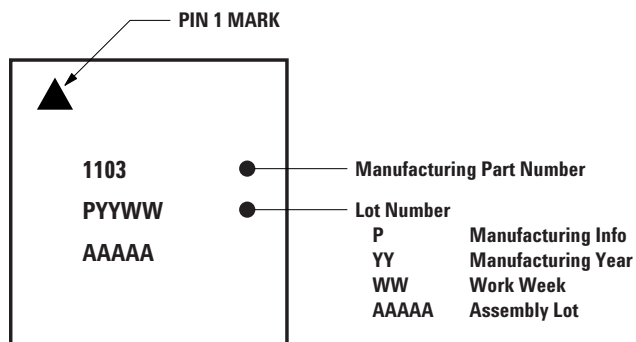 PIN 1 MARK
1103
PYYWW
AAAAA
Manufacturing Part Number
Lot Number
P Manufacturing Info
YY Manufacturing Year
WW Work Week
AAAAA Assembly Lot